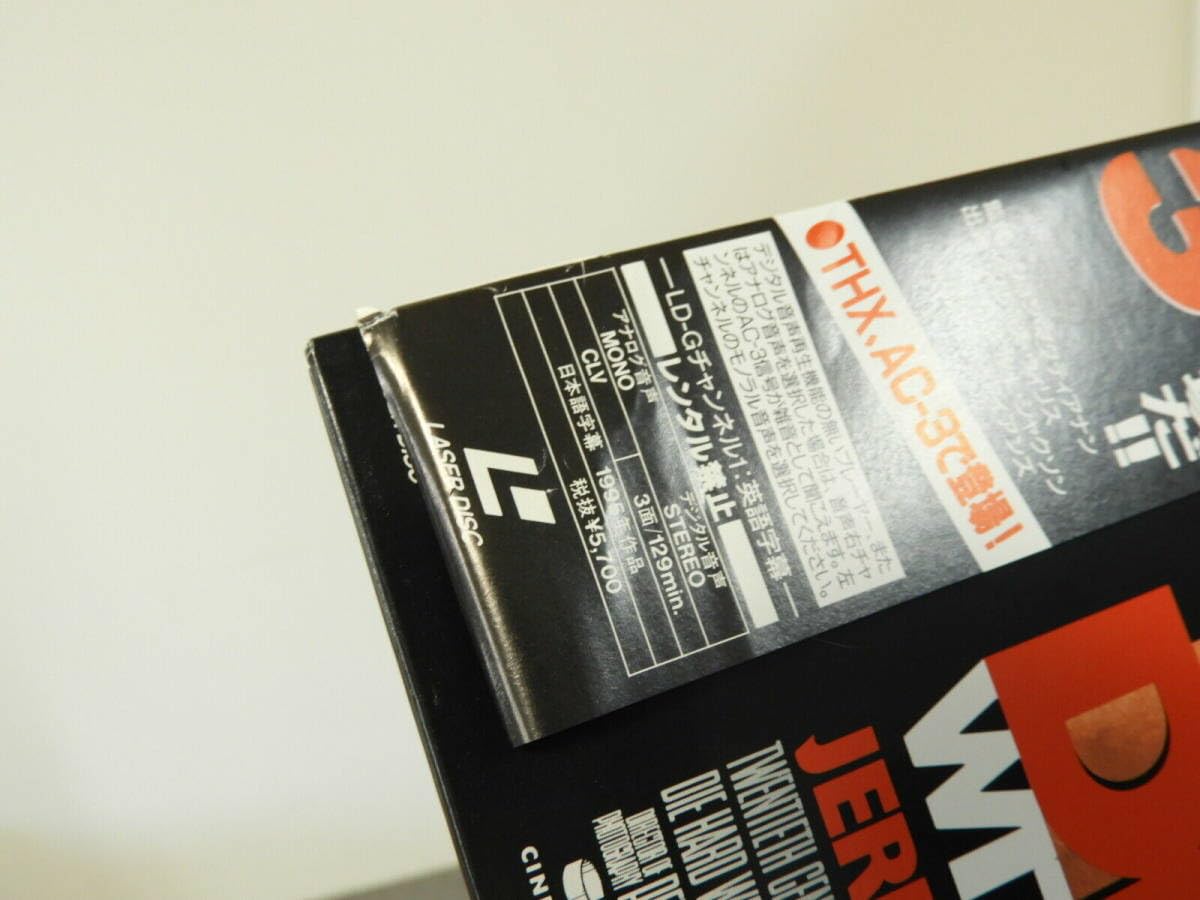 ●THX、AC-3で登場!
デジタル音声再生機能の無いプレーヤー、また
はアナログ音声を選択した場合は、音声右チャ
ンネルのAC-3信号が雑音として聞こえます。左
チャンネルのモノラル音声を選択してください。
—LD-Gチャンネル1:英語字幕—
レンタル禁止
アナログ音声 デジタル音声
MONO STEREO
CLV 3面/129min.
日本語字幕 1995年作品
税抜¥5,700
LASER DISC
DISC
だ!!
JER
TWENTIETH CEN
DIE HARD W
DIRECTOR OF
PHOTOGRAPHY
CIN